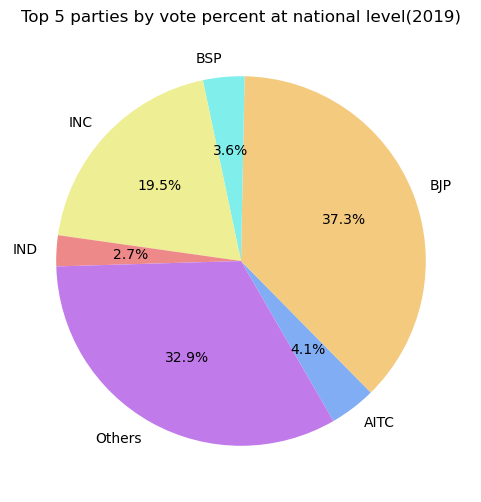 Top 5 parties by vote percent at national level(2019)
BSP
INC
BJP
3.6%
19.5%
37.3%
IND
2.7%
4.1%
32.9%
AITC
Others